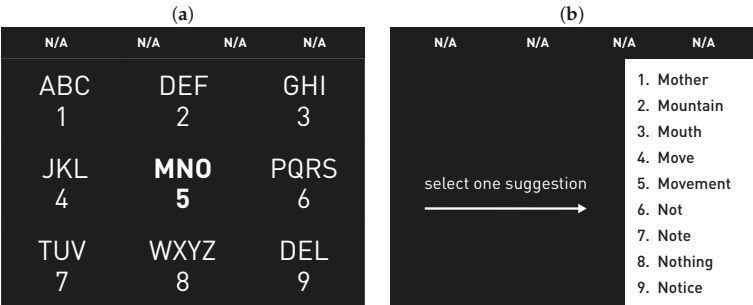 (a)
N/A N/A N/A N/A
ABC DEF GHI
1 2 3
JKL MNO PQRS
4 5 6
TUV WXYZ DEL
7 8 9
(b)
N/A N/A N/A N/A
select one suggestion
1. Mother
2. Mountain
3. Mouth
4. Move
5. Movement
6. Not
7. Note
8. Nothing
9. Notice